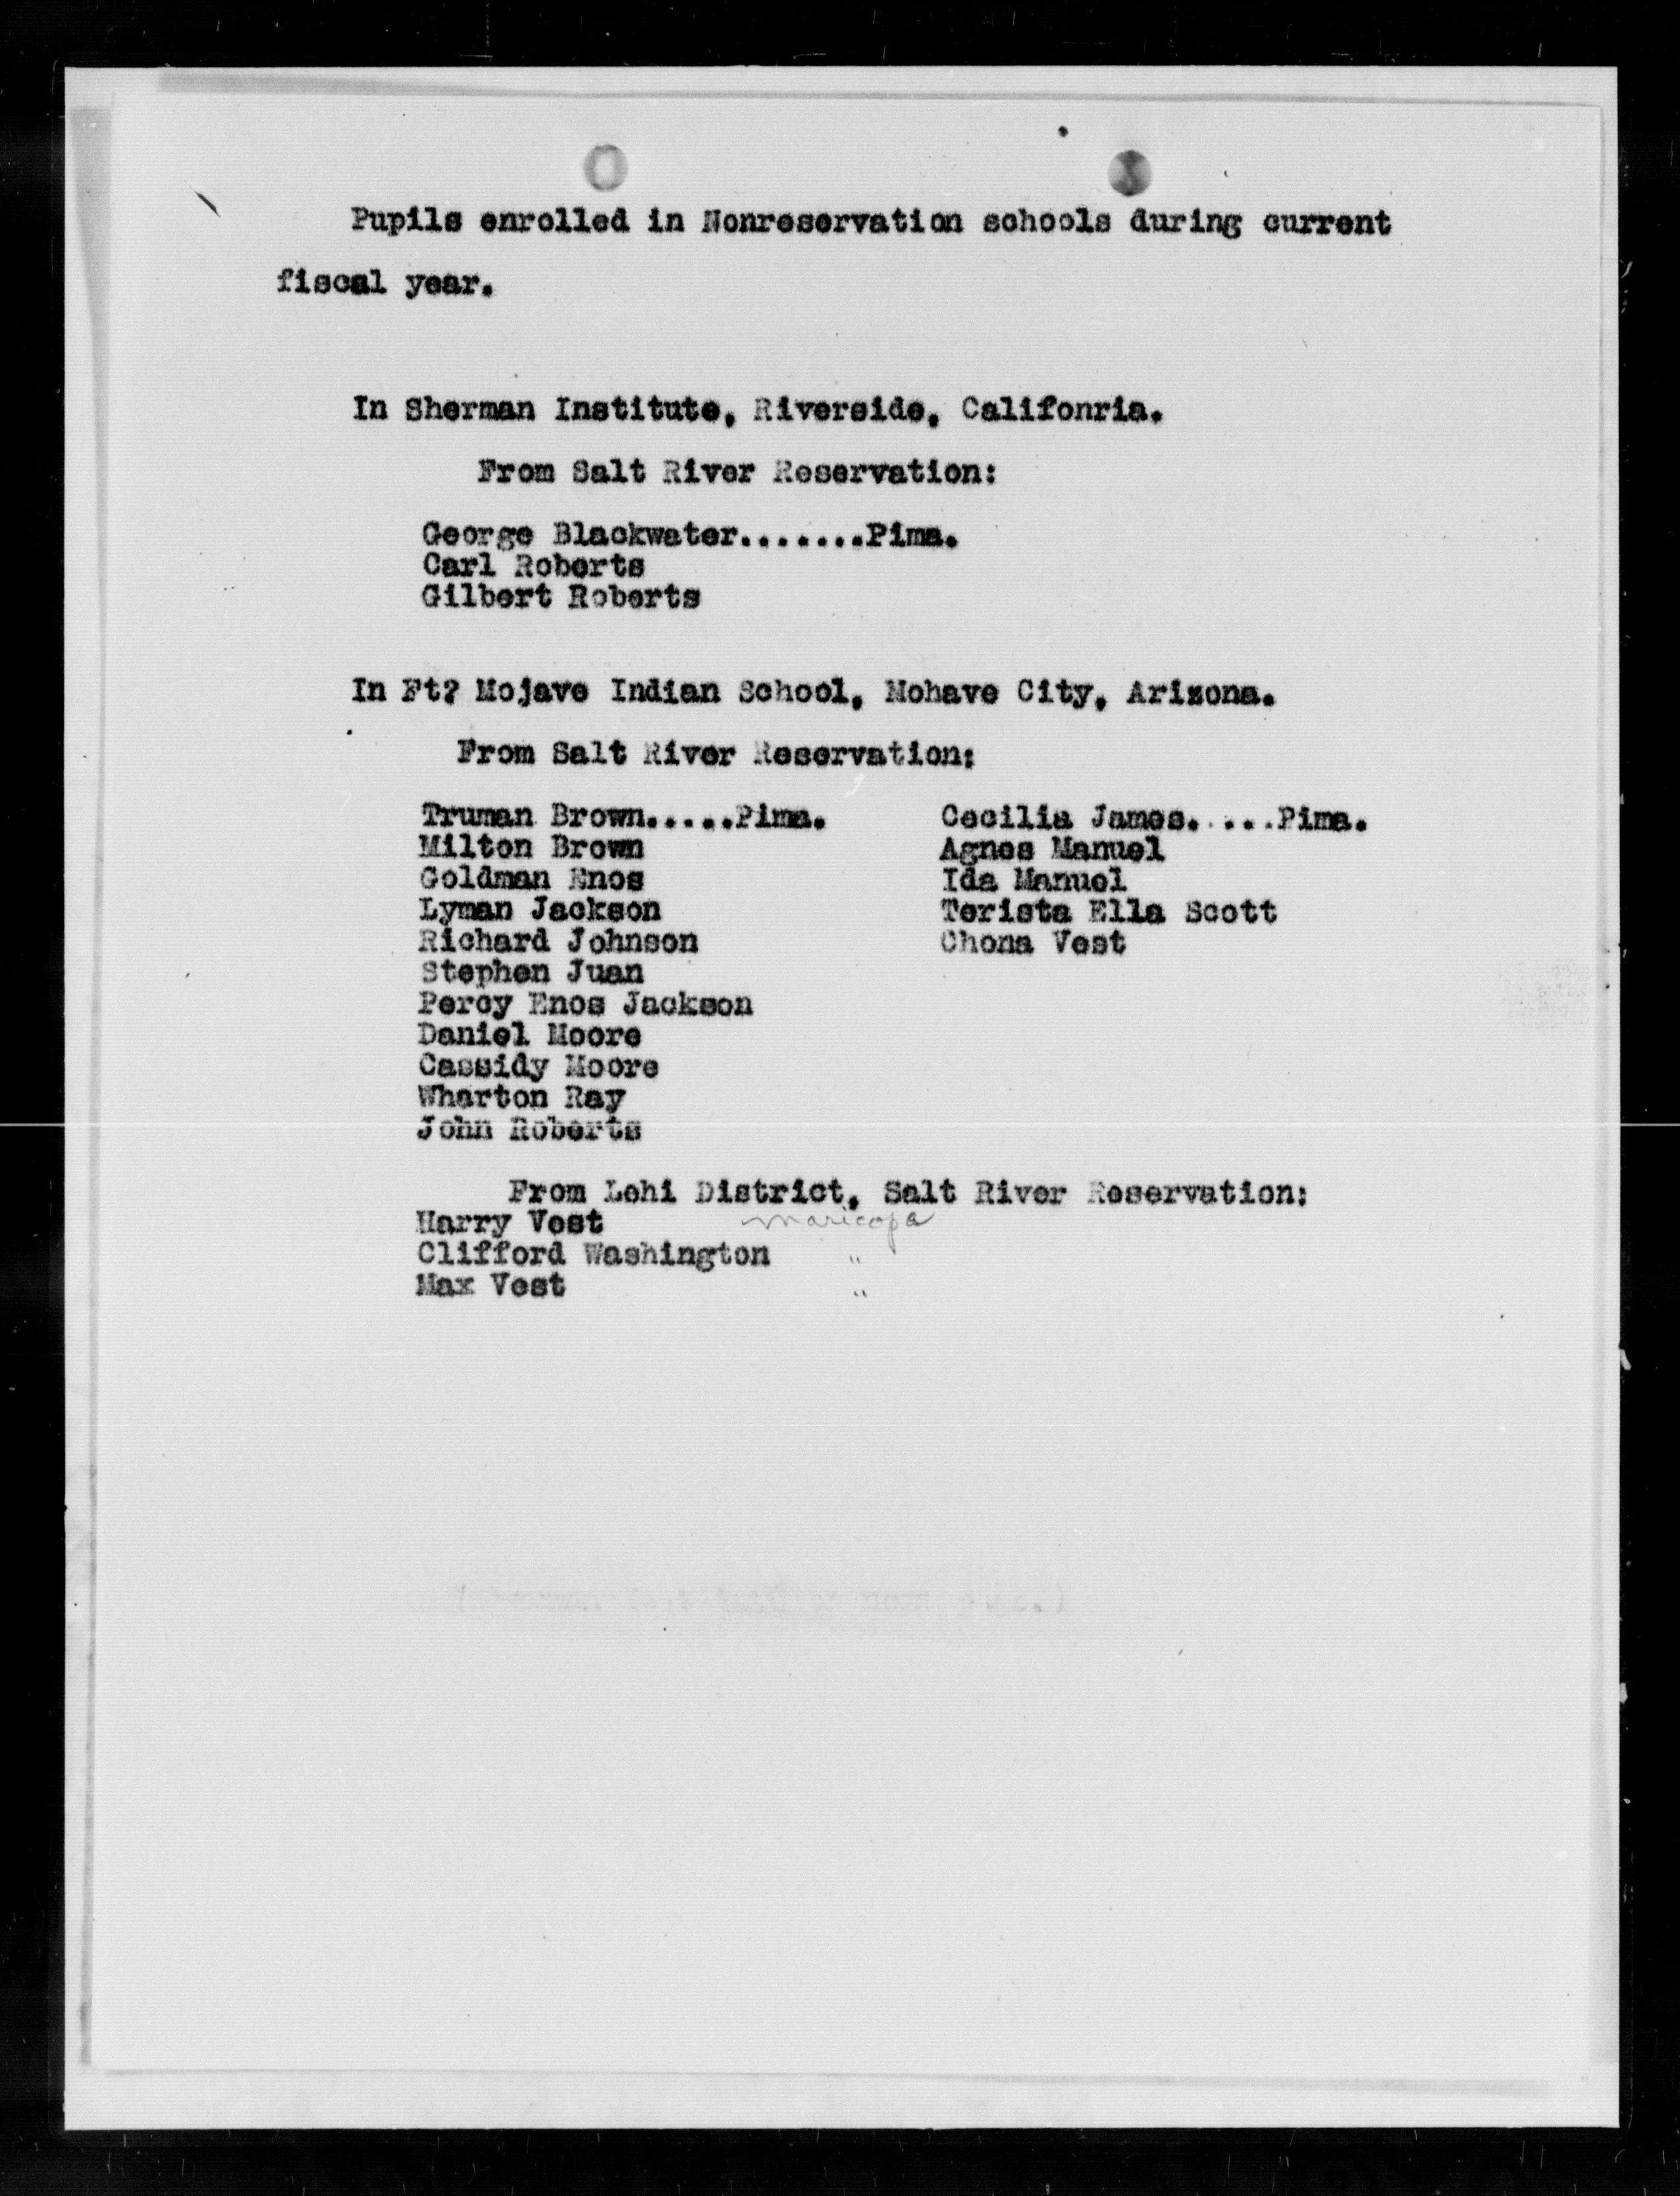 Pupils enrolled in Nonreservation schools during current
fiscal year.
In Sherman Institute, Riverside, Califonria.
From Salt River Reservation:
George Blackwater.......Pima.
Carl Roberts
Gilbert Roberts
In Ft? Mojave Indian School, Mohave City, Arizona.
From Salt River Reservation:
Truman Brown.....Pima.
Milton Brown
Goldman Enos
Lyman Jackson
Richard Johnson
Stephen Juan
Percy Enos Jackson
Daniel Moore
Cassidy Moore
Wharton Ray
John Roberts
Cecilia James.....Pima.
Agnes Manuel
Ida Manuel
Terista Ella Scott
Chona Vest
From Lehi District, Salt River Reservation:
Harry Vest maricopa
Clifford Washington "
Max Vest "